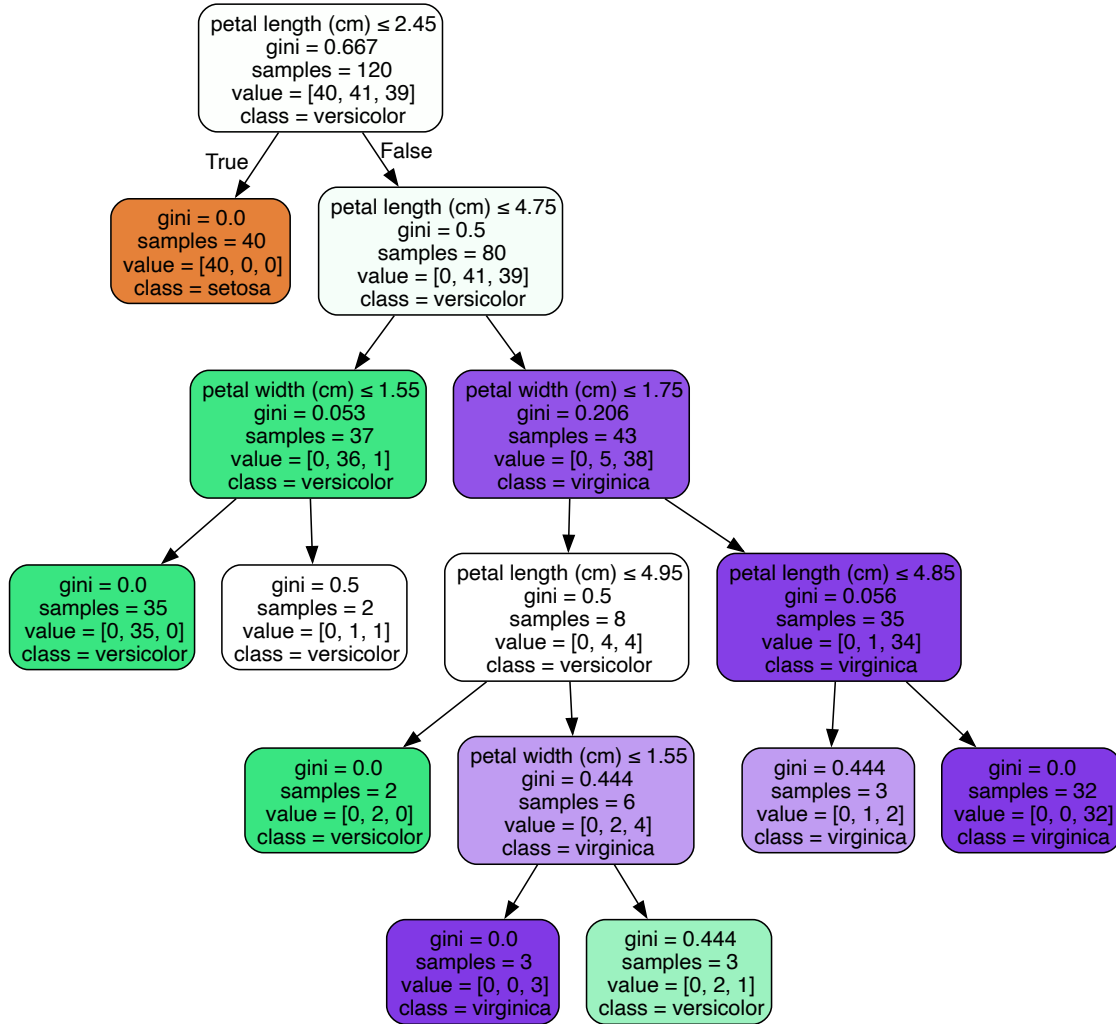 petal length (cm) ≤ 2.45
gini = 0.667
samples = 120
value = [40, 41, 39]
class = versicolor
True
False
gini = 0.0
samples = 40
value = [40, 0, 0]
class = setosa
petal length (cm) ≤ 4.75
gini = 0.5
samples = 80
value = [0, 41, 39]
class = versicolor
petal width (cm) ≤ 1.55
gini = 0.053
samples = 37
value = [0, 36, 1]
class = versicolor
petal width (cm) ≤ 1.75
gini = 0.206
samples = 43
value = [0, 5, 38]
class = virginica
gini = 0.0
samples = 35
value = [0, 35, 0]
class = versicolor
gini = 0.5
samples = 2
value = [0, 1, 1]
class = versicolor
petal length (cm) ≤ 4.95
gini = 0.5
samples = 8
value = [0, 4, 4]
class = versicolor
petal length (cm) ≤ 4.85
gini = 0.056
samples = 35
value = [0, 1, 34]
class = virginica
gini = 0.0
samples = 2
value = [0, 2, 0]
class = versicolor
petal width (cm) ≤ 1.55
gini = 0.444
samples = 6
value = [0, 2, 4]
class = virginica
gini = 0.444
samples = 3
value = [0, 1, 2]
class = virginica
gini = 0.0
samples = 32
value = [0, 0, 32]
class = virginica
gini = 0.0
samples = 3
value = [0, 0, 3]
class = virginica
gini = 0.444
samples = 3
value = [0, 2, 1]
class = versicolor